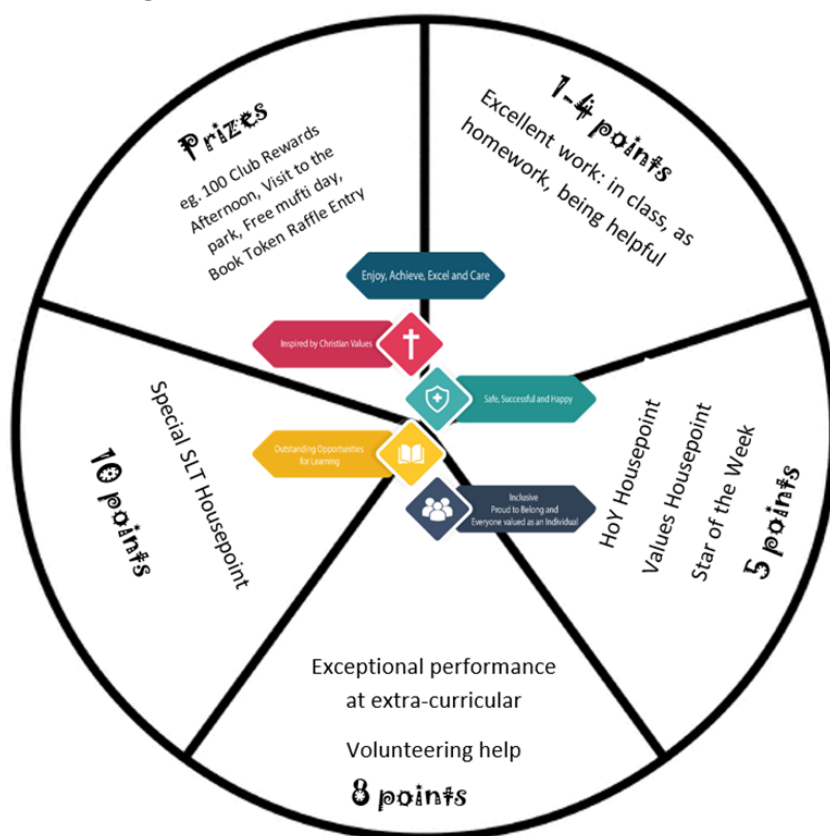 Prizes
eg. 100 Club Rewards
Afternoon, Visit to the
park, Free mufti day,
Book Token Raffle Entry
1-4 points
Excellent work: in class, as
homework, being helpful
Enjoy, Achieve, Excel and Care
Inspired by Christian Values
Safe, Successful and Happy
Outstanding Opportunities
for Learning
Inclusive
Proud to Belong and
Everyone valued as an Individual
HoY Housepoint
Values Housepoint
Star of the Week
5 points
Exceptional performance
at extra-curricular
Volunteering help
8 points
10 points
Special SLT Housepoint